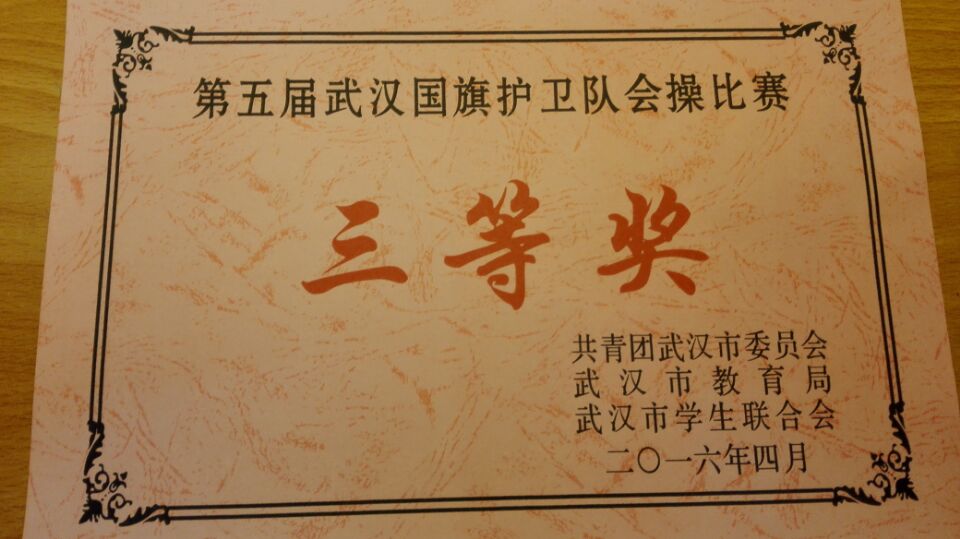 第五届武汉国旗护卫队会操比赛
三等奖
共青团武汉市委员会
武汉市教育局
武汉市学生联合会
二〇一六年四月